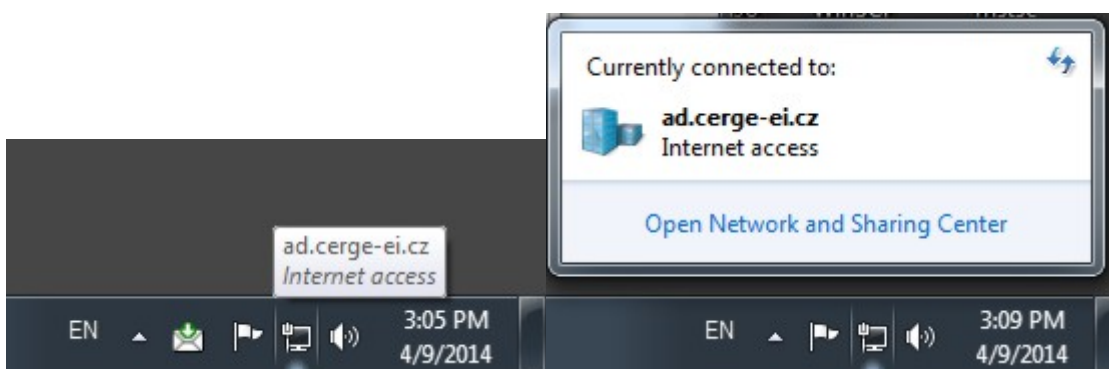 ad.cerge-ei.cz
Internet access
EN
3:05 PM
4/9/2014
Currently connected to:
ad.cerge-ei.cz
Internet access
Open Network and Sharing Center
EN
3:09 PM
4/9/2014